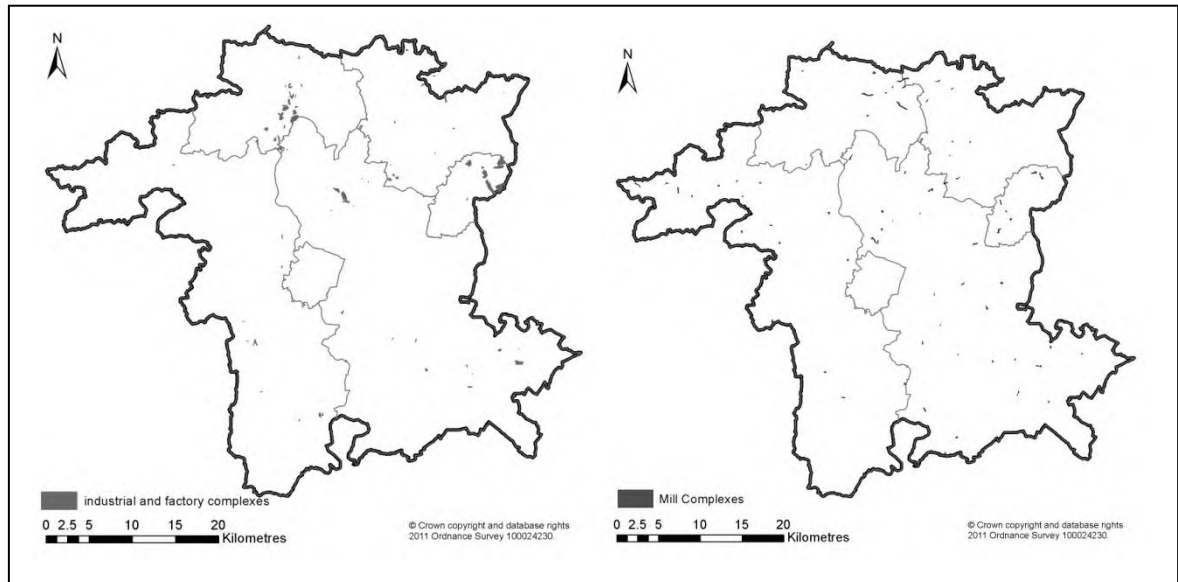 N
industrial and factory complexes
0 2.5 5 10 15 20
Kilometres
© Crown copyright and database rights
2011 Ordnance Survey 100024230.
N
Mill Complexes
0 2.5 5 10 15 20
Kilometres
© Crown copyright and database rights
2011 Ordnance Survey 100024230.